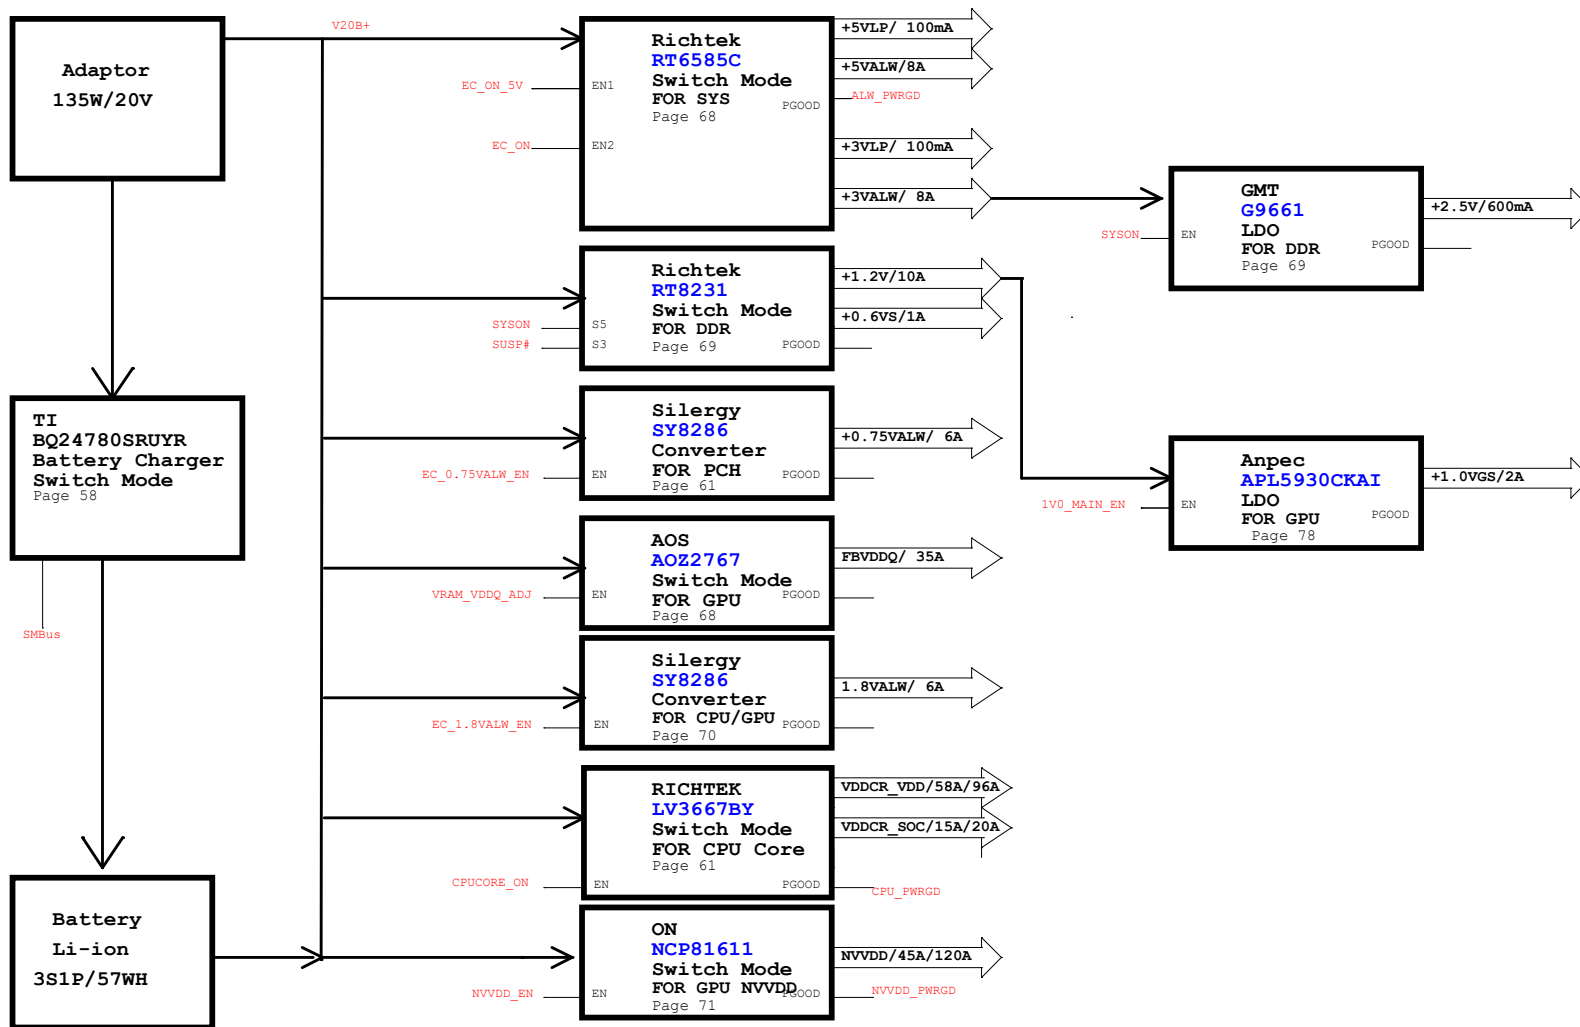 V20B+
Adaptor
135W/20V
TI
BQ24780SRUYR
Battery Charger
Switch Mode
Page 58
SMBus
Battery
Li-ion
3S1P/57WH
Richtek
RT6585C
Switch Mode
FOR SYS
Page 68
EC_ON_5V
EN1
EC_ON
EN2
PGOOD
ALW_PWRGD
+5VLP/ 100mA
+5VALW/8A
+3VLP/ 100mA
+3VALW/ 8A
GMT
G9661
LDO
FOR DDR
Page 69
SYSON
EN
PGOOD
+2.5V/600mA
Richtek
RT8231
Switch Mode
FOR DDR
Page 69
SYSON
S5
SUSP#
S3
PGOOD
+1.2V/10A
+0.6VS/1A
Silergy
SY8286
Converter
FOR PCH
Page 61
EC_0.75VALW_EN
EN
PGOOD
+0.75VALW/ 6A
Anpec
APL5930CKAI
LDO
FOR GPU
Page 78
1V0_MAIN_EN
EN
PGOOD
+1.0VGS/2A
AOS
AOZ2767
Switch Mode
FOR GPU
Page 68
VRAM_VDDQ_ADJ
EN
PGOOD
FBVDDQ/ 35A
Silergy
SY8286
Converter
FOR CPU/GPU
Page 70
EC_1.8VALW_EN
EN
PGOOD
1.8VALW/ 6A
RICHTEK
LV3667BY
Switch Mode
FOR CPU Core
Page 61
CPUCORE_ON
EN
PGOOD
CPU_PWRGD
VDDCR_VDD/58A/96A
VDDCR_SOC/15A/20A
ON
NCP81611
Switch Mode
FOR GPU NVVDD
Page 71
NVVDD_EN
EN
PGOOD
NVVDD_PWRGD
NVVDD/45A/120A